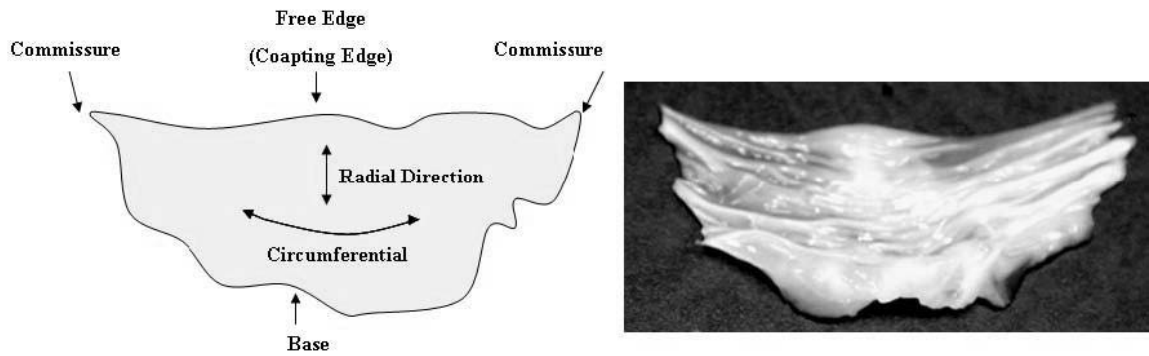 Free Edge
(Coapting Edge)
Commissure
Commissure
Radial Direction
Circumferential
Base